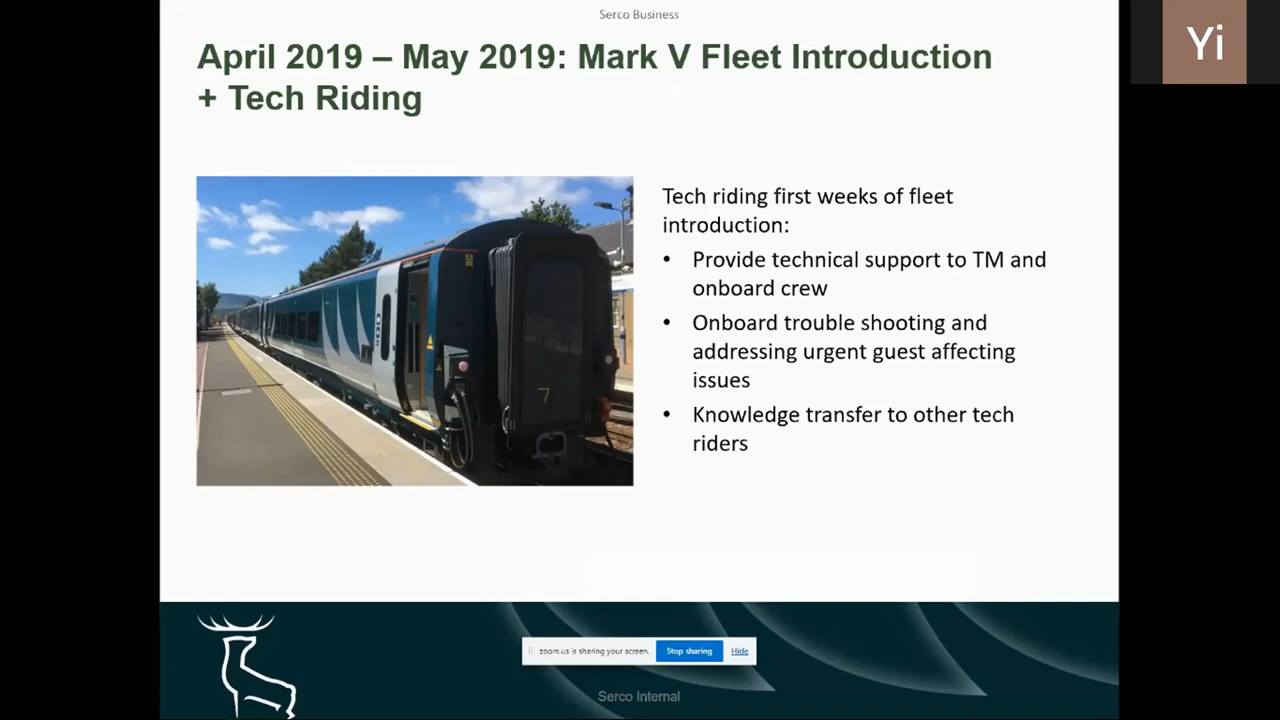 Serco Business
Yi
April 2019 – May 2019: Mark V Fleet Introduction
+ Tech Riding
Tech riding first weeks of fleet
introduction:
• Provide technical support to TM and
onboard crew
• Onboard trouble shooting and
addressing urgent guest affecting
issues
• Knowledge transfer to other tech
riders
7
zoom.us is sharing your screen. Stop sharing Hide
Serco Internal